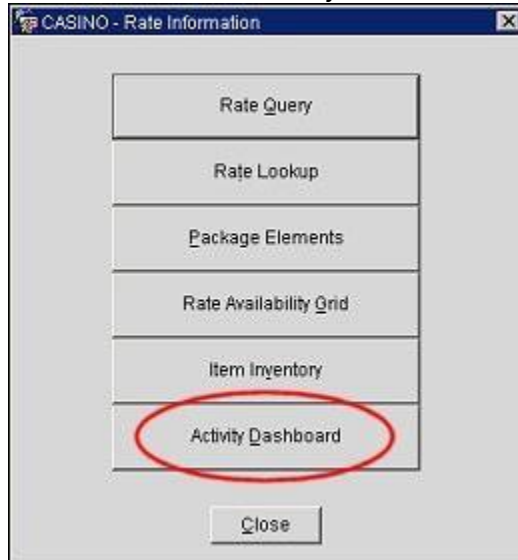 CASINO - Rate Information
Rate Query
Rate Lookup
Package Elements
Rate Availability Grid
Item Inventory
Activity Dashboard
Close